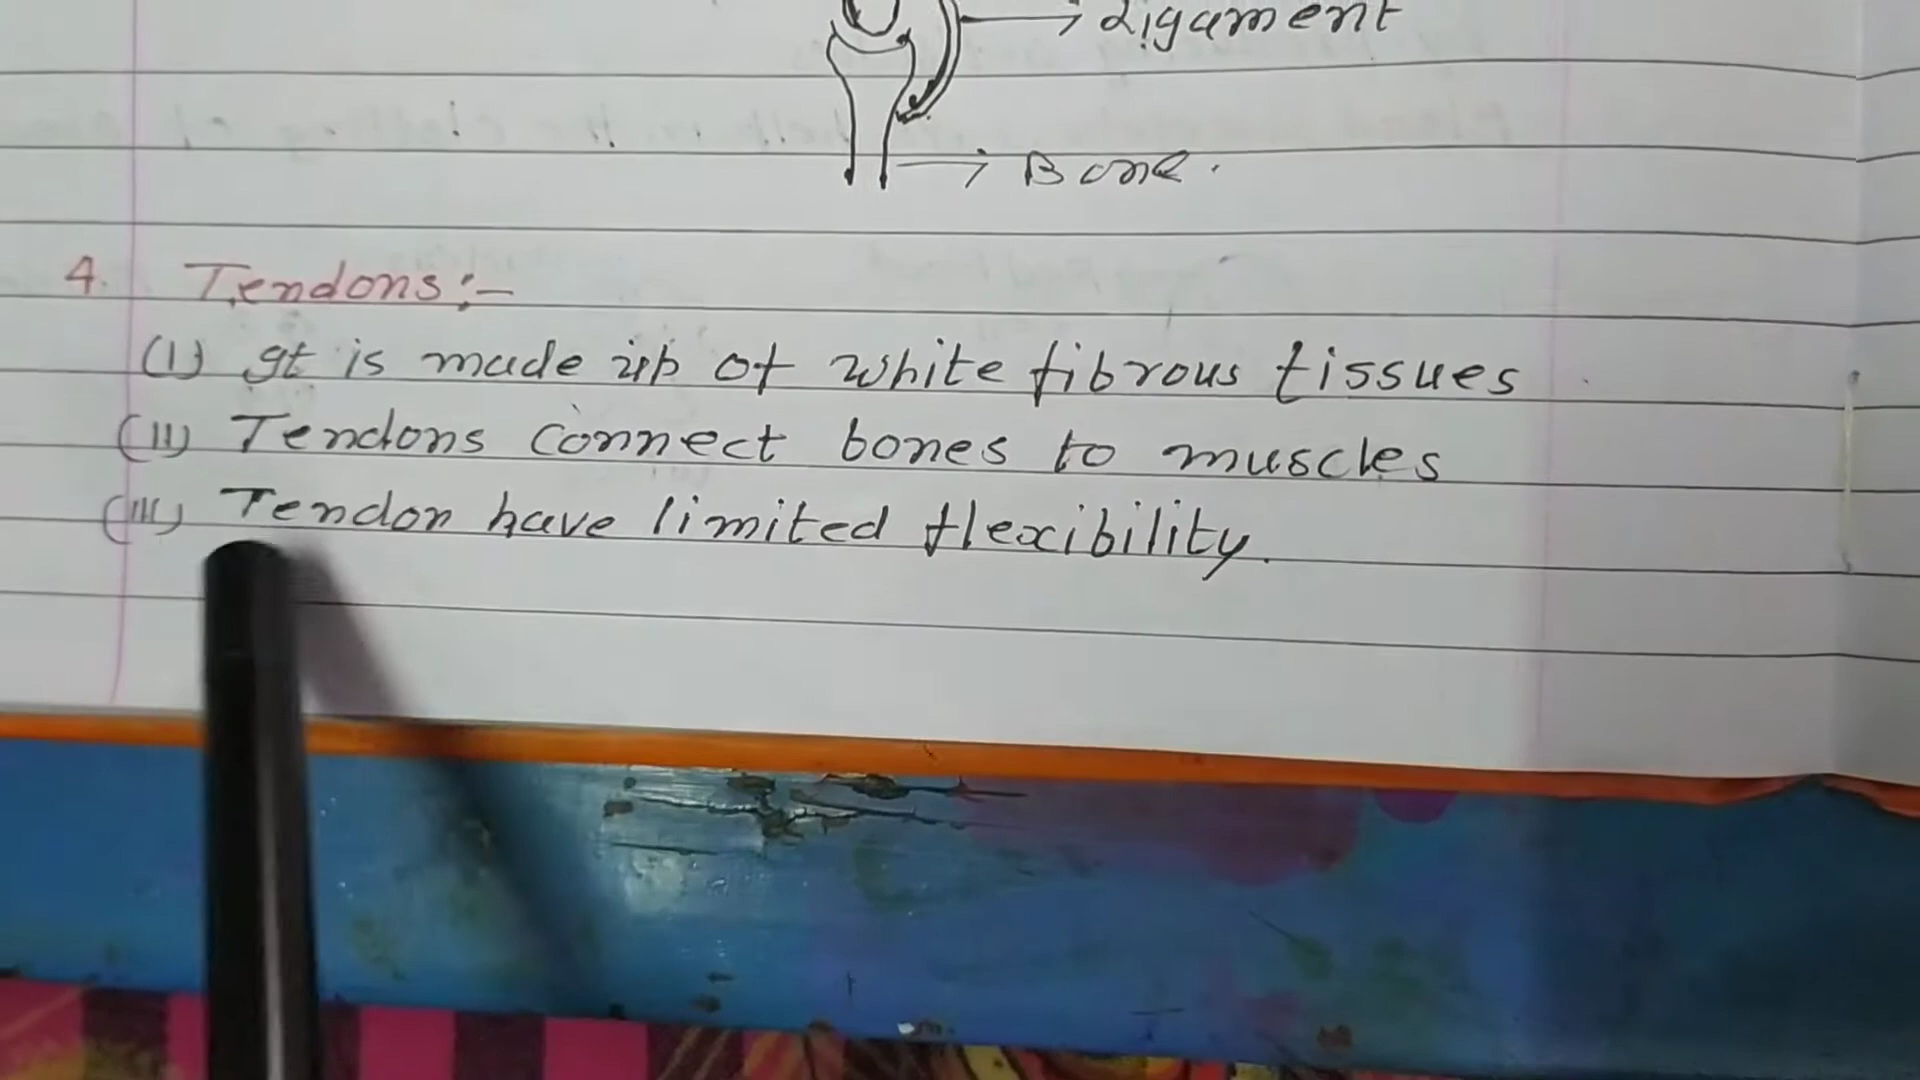 Ligament
Bone.
4. Tendons:-
(I) It is made up of white fibrous tissues
(II) Tendons connect bones to muscles
(III) Tendon have limited flexibility.